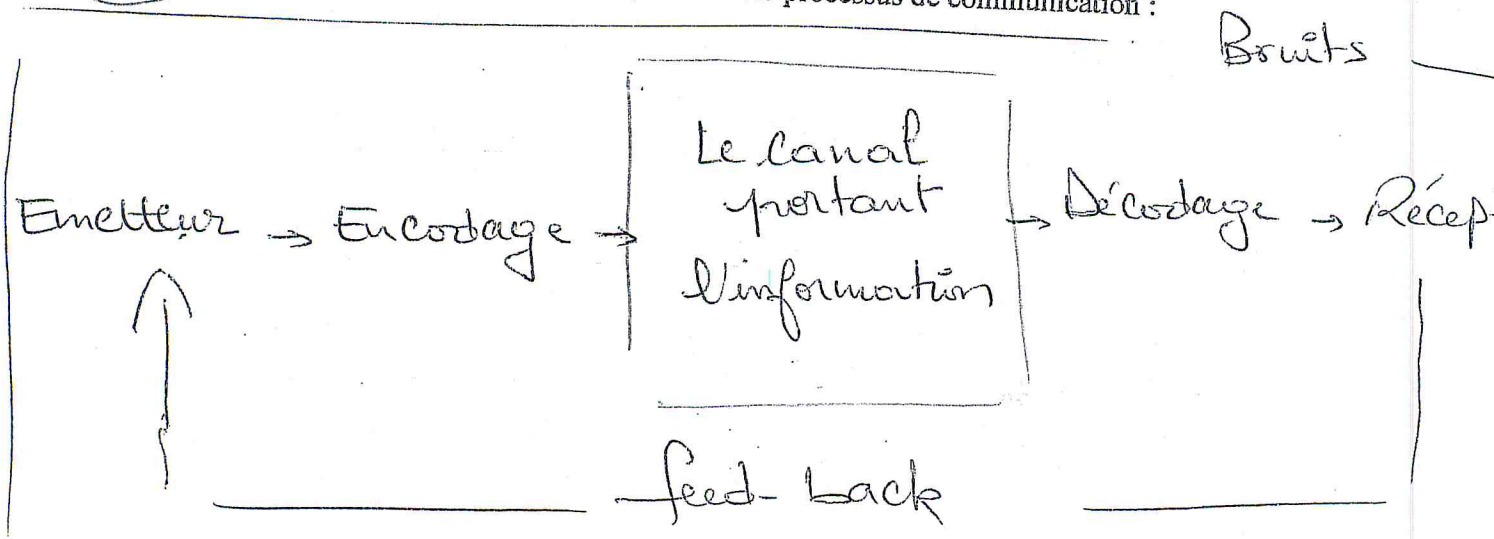 processus de communication :
Bruits
Emetteur → Encodage →
Le canal
portant
l'information
→ Décodage → Récep
feed-back